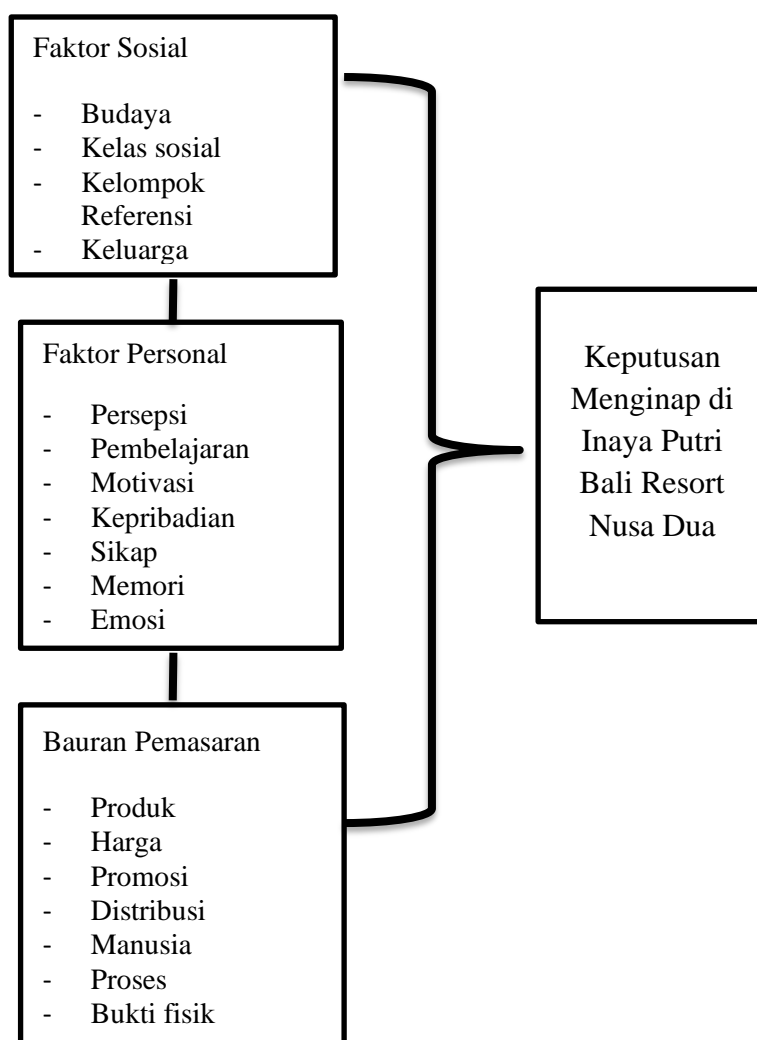 Faktor Sosial
- Budaya
- Kelas sosial
- Kelompok
Referensi
- Keluarga
Faktor Personal
- Persepsi
- Pembelajaran
- Motivasi
- Kepribadian
- Sikap
- Memori
- Emosi
Bauran Pemasaran
- Produk
- Harga
- Promosi
- Distribusi
- Manusia
- Proses
- Bukti fisik
Keputusan
Menginap di
Inaya Putri
Bali Resort
Nusa Dua